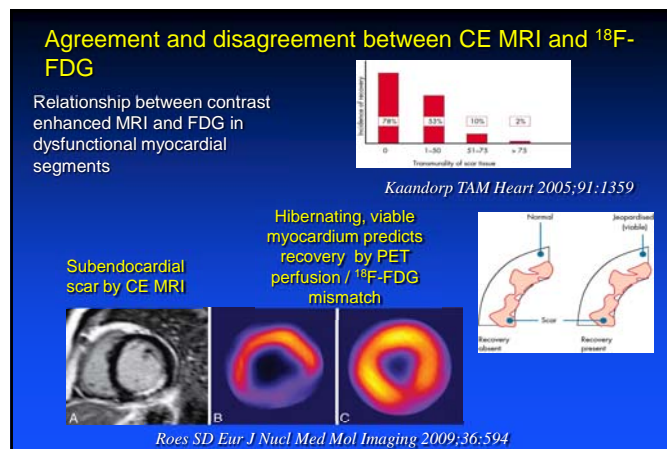 Agreement and disagreement between CE MRI and 18F-
FDG
Relationship between contrast
enhanced MRI and FDG in
dysfunctional myocardial
segments
Incidence of recovery
78% 53% 10% 2%
0 1–50 51–75 > 75
Transmurality of scar tissue
Kaandorp TAM Heart 2005;91:1359
Subendocardial
scar by CE MRI
Hibernating, viable
myocardium predicts
recovery by PET
perfusion / 18F-FDG
mismatch
A B C
Normal
Jeopardised
(viable)
Scar
Recovery
absent
Recovery
present
Roes SD Eur J Nucl Med Mol Imaging 2009;36:594